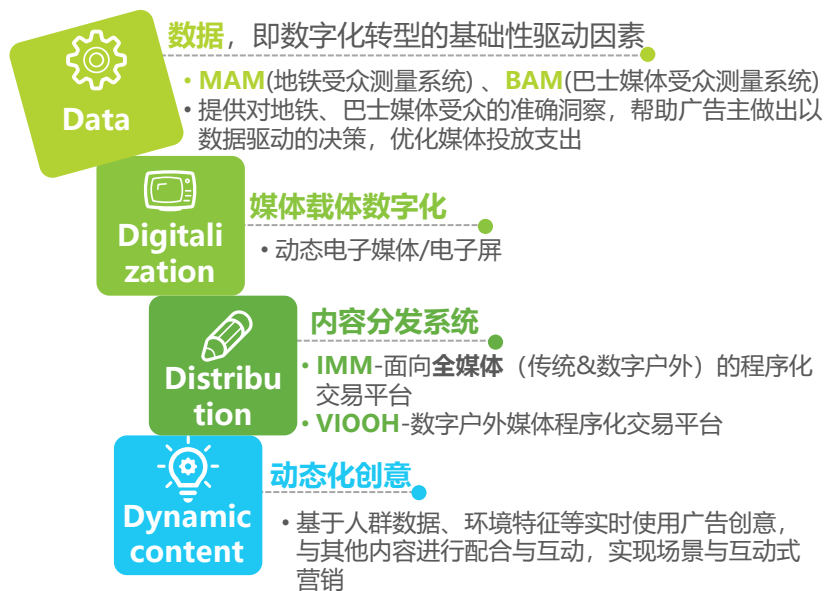 数据，即数字化转型的基础性驱动因素
Data
• MAM(地铁受众测量系统) 、BAM(巴士媒体受众测量系统)
• 提供对地铁、巴士媒体受众的准确洞察，帮助广告主做出以
数据驱动的决策，优化媒体投放支出
Digitali
zation
媒体载体数字化
• 动态电子媒体/电子屏
Distribu
tion
内容分发系统
• IMM-面向全媒体（传统&数字户外）的程序化
交易平台
• VIOOH-数字户外媒体程序化交易平台
Dynamic
content
动态化创意
• 基于人群数据、环境特征等实时使用广告创意，
与其他内容进行配合与互动，实现场景与互动式
营销